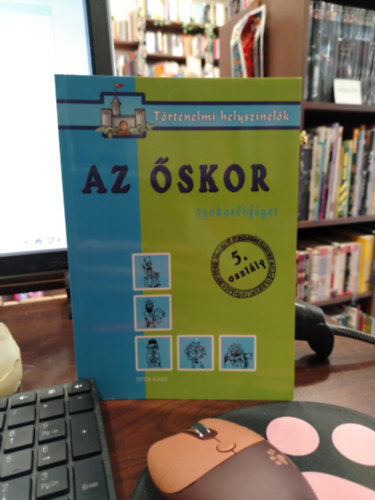 Történelmi helyszínelők
AZ ŐSKOR
gyakorlófüzet
5.
osztály